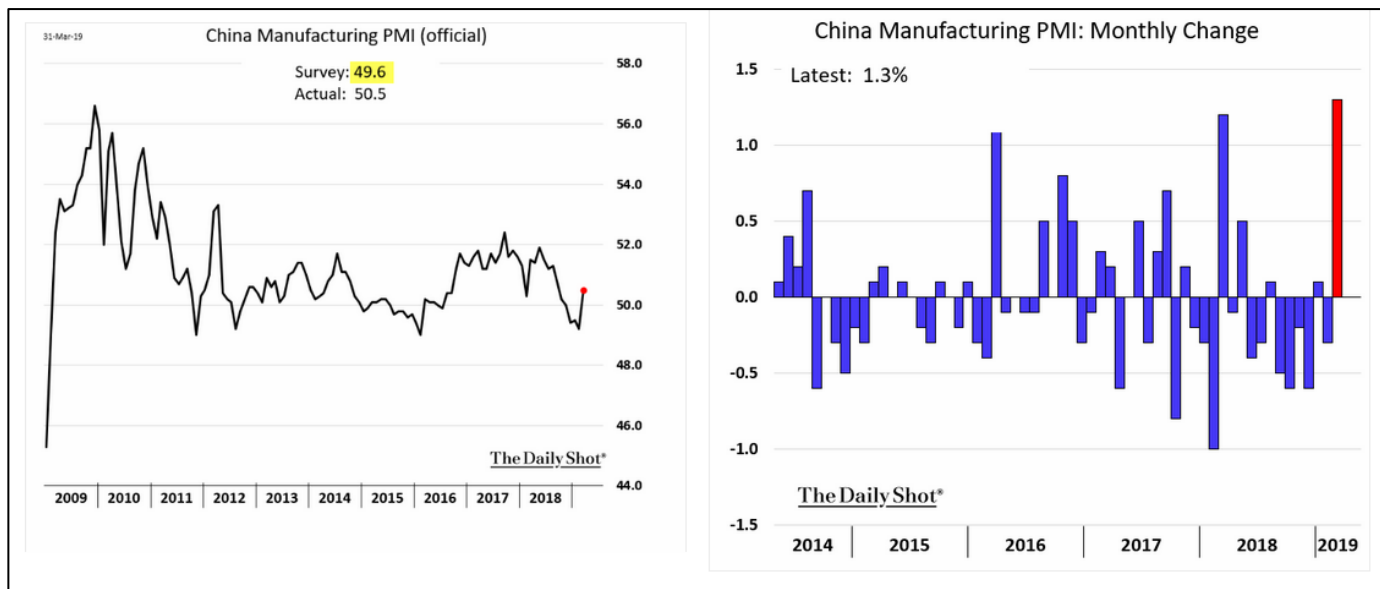 31-Mar-19
China Manufacturing PMI (official)
Survey: 49.6
Actual: 50.5
58.0
56.0
54.0
52.0
50.0
48.0
46.0
44.0
The Daily Shot®
2009 2010 2011 2012 2013 2014 2015 2016 2017 2018
China Manufacturing PMI: Monthly Change
Latest: 1.3%
1.5
1.0
0.5
0.0
-0.5
-1.0
-1.5
The Daily Shot®
2014 2015 2016 2017 2018 2019